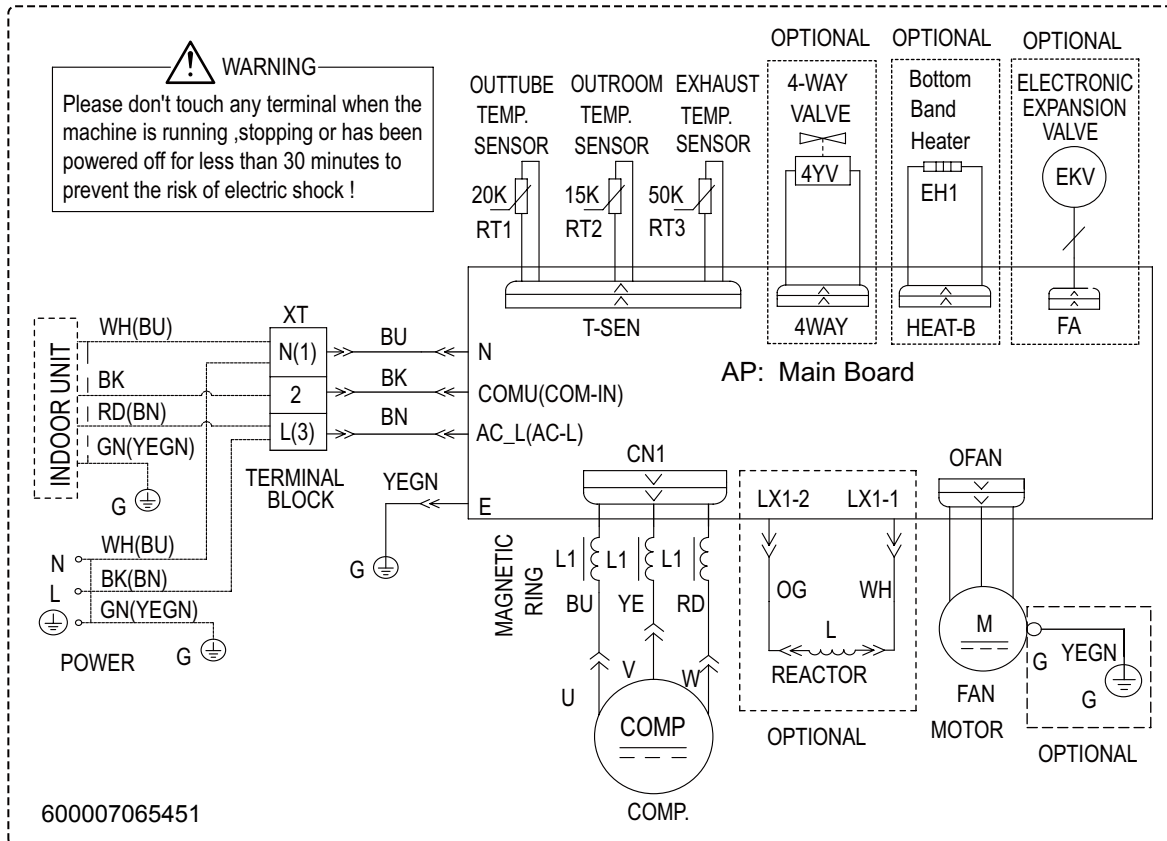 WARNING
Please don't touch any terminal when the
machine is running ,stopping or has been
powered off for less than 30 minutes to
prevent the risk of electric shock !
OUTTUBE
TEMP.
SENSOR
20K
RT1
OUTROOM
TEMP.
SENSOR
15K
RT2
EXHAUST
TEMP.
SENSOR
50K
RT3
T-SEN
OPTIONAL
4-WAY
VALVE
4YV
4WAY
OPTIONAL
Bottom
Band
Heater
EH1
HEAT-B
OPTIONAL
ELECTRONIC
EXPANSION
VALVE
EKV
FA
INDOOR UNIT
WH(BU)
BK
RD(BN)
GN(YEGN)
G
XT
N(1)
2
L(3)
TERMINAL
BLOCK
BU
BK
BN
N
COMU(COM-IN)
AC_L(AC-L)
AP: Main Board
YEGN
E
G
N
L
WH(BU)
BK(BN)
GN(YEGN)
G
POWER
CN1
MAGNETIC
RING
L1
L1
L1
BU
YE
RD
U
V
W
COMP
COMP.
LX1-2
LX1-1
OG
WH
L
REACTOR
OPTIONAL
OFAN
M
FAN
MOTOR
G
YEGN
G
OPTIONAL
600007065451